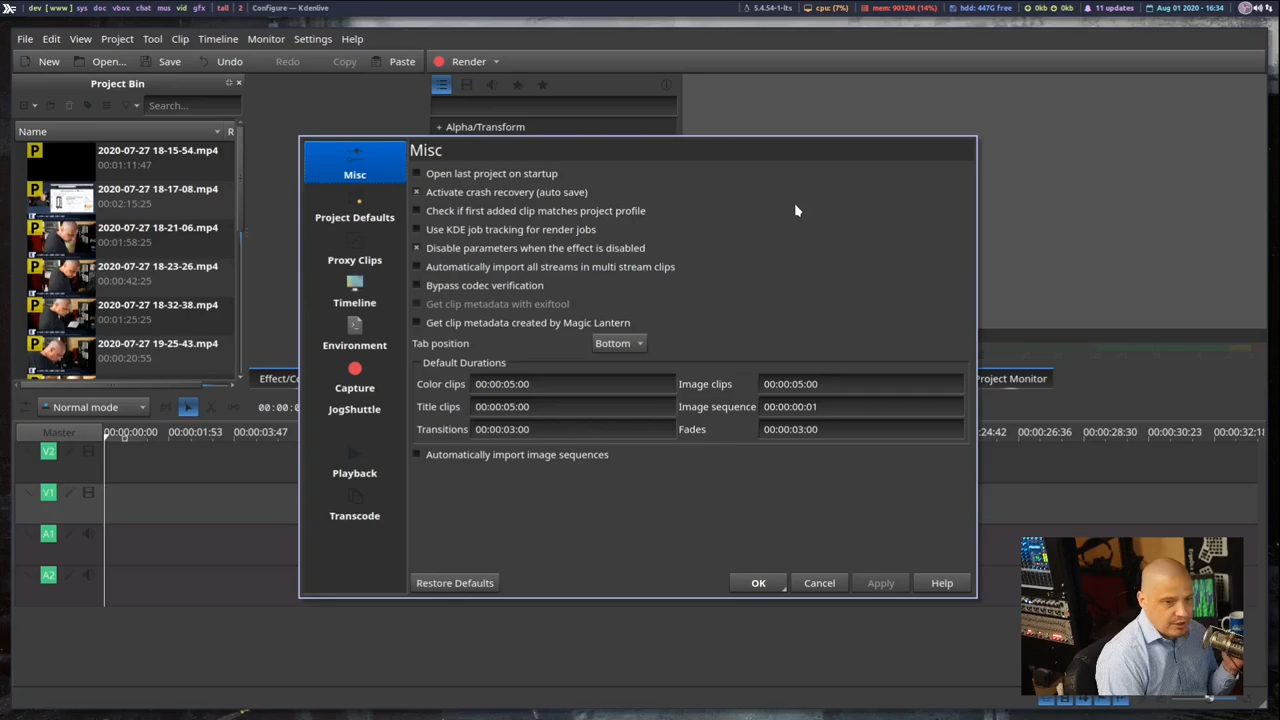 dev [ www ] sys doc vbox chat mus vid gfx tall 2 Configure — Kdenlive 5.4.54-1-lts cpu: (7%) mem: 9012M (14%) hdd: 447G free 0kb 0kb 11 updates Aug 01 2020 - 16:34
File Edit View Project Tool Clip Timeline Monitor Settings Help
New Open... Save Undo Redo Copy Paste Render
Project Bin
Search...
Name R
Alpha/Transform
2020-07-27 18-15-54.mp4
00:01:11:47
2020-07-27 18-17-08.mp4
00:02:15:25
2020-07-27 18-21-06.mp4
00:01:58:25
2020-07-27 18-23-26.mp4
00:00:42:25
2020-07-27 18-32-38.mp4
00:01:25:25
2020-07-27 19-25-43.mp4
00:00:20:55
Misc
Project Defaults
Proxy Clips
Timeline
Environment
Capture
JogShuttle
Playback
Transcode
Misc
Open last project on startup
Activate crash recovery (auto save)
Check if first added clip matches project profile
Use KDE job tracking for render jobs
Disable parameters when the effect is disabled
Automatically import all streams in multi stream clips
Bypass codec verification
Get clip metadata with exiftool
Get clip metadata created by Magic Lantern
Tab position Bottom
Default Durations
Color clips 00:00:05:00 Image clips 00:00:05:00
Title clips 00:00:05:00 Image sequence 00:00:00:01
Transitions 00:00:03:00 Fades 00:00:03:00
Automatically import image sequences
Restore Defaults OK Cancel Apply Help
Effect/Co
Project Monitor
Normal mode 00:00:0
Master 00:00:00:00 00:00:01:53 00:00:03:47 24:42 00:00:26:36 00:00:28:30 00:00:30:23 00:00:32:18
V2
V1
A1
A2